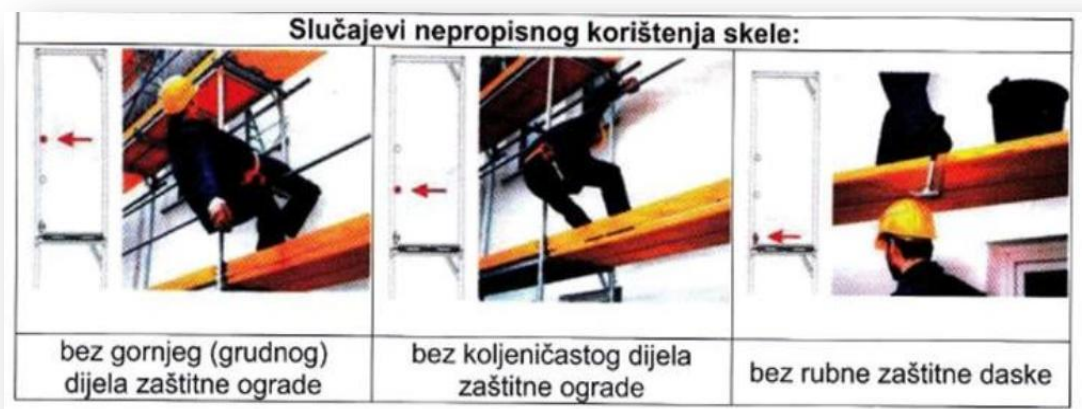 Slučajevi nepropisnog korištenja skele:
bez gornjeg (grudnog)
dijela zaštitne ograde
bez koljeničastog dijela
zaštitne ograde
bez rubne zaštitne daske